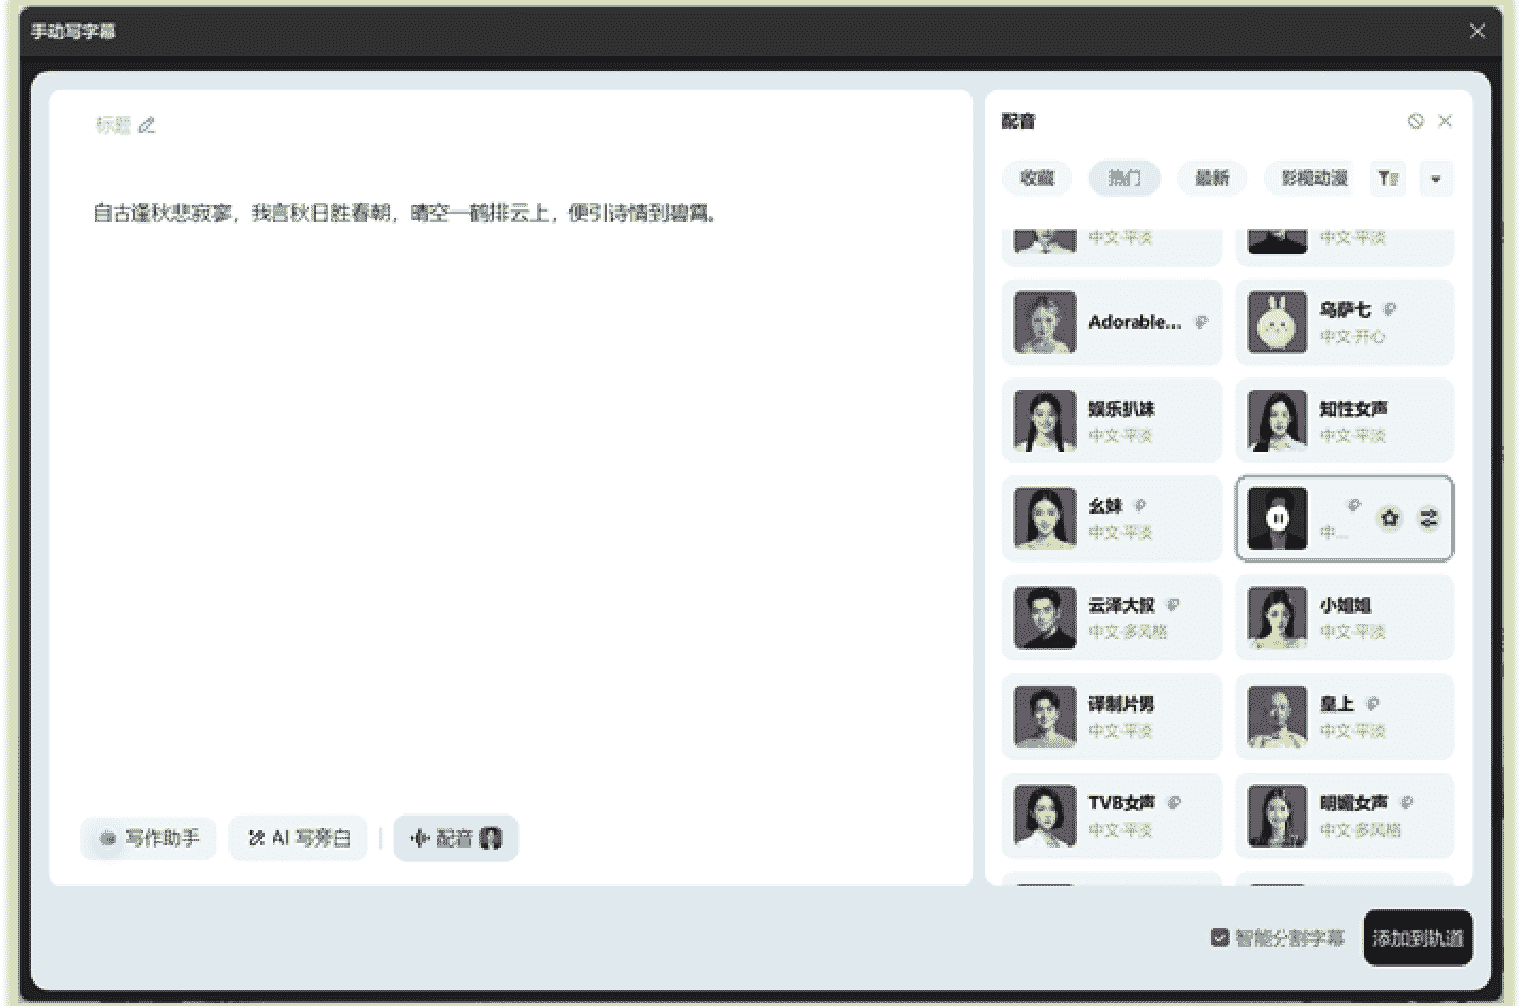 手动写字幕
标题
自古逢秋悲寂寥，我言秋日胜春朝，晴空一鹤排云上，便引诗情到碧霄。
写作助手
AI 写旁白
配音
配音
收藏
热门
最新
影视动漫
中文·平淡
中文·平淡
Adorable...
乌萨七
中文·开心
娱乐扒妹
中文·平淡
知性女声
中文·平淡
幺妹
中文·平淡
中...
云泽大叔
中文·多风格
小姐姐
中文·平淡
译制片男
中文·平淡
皇上
中文·平淡
TVB女声
中文·平淡
明媚女声
中文·多风格
智能分割字幕
添加到轨道